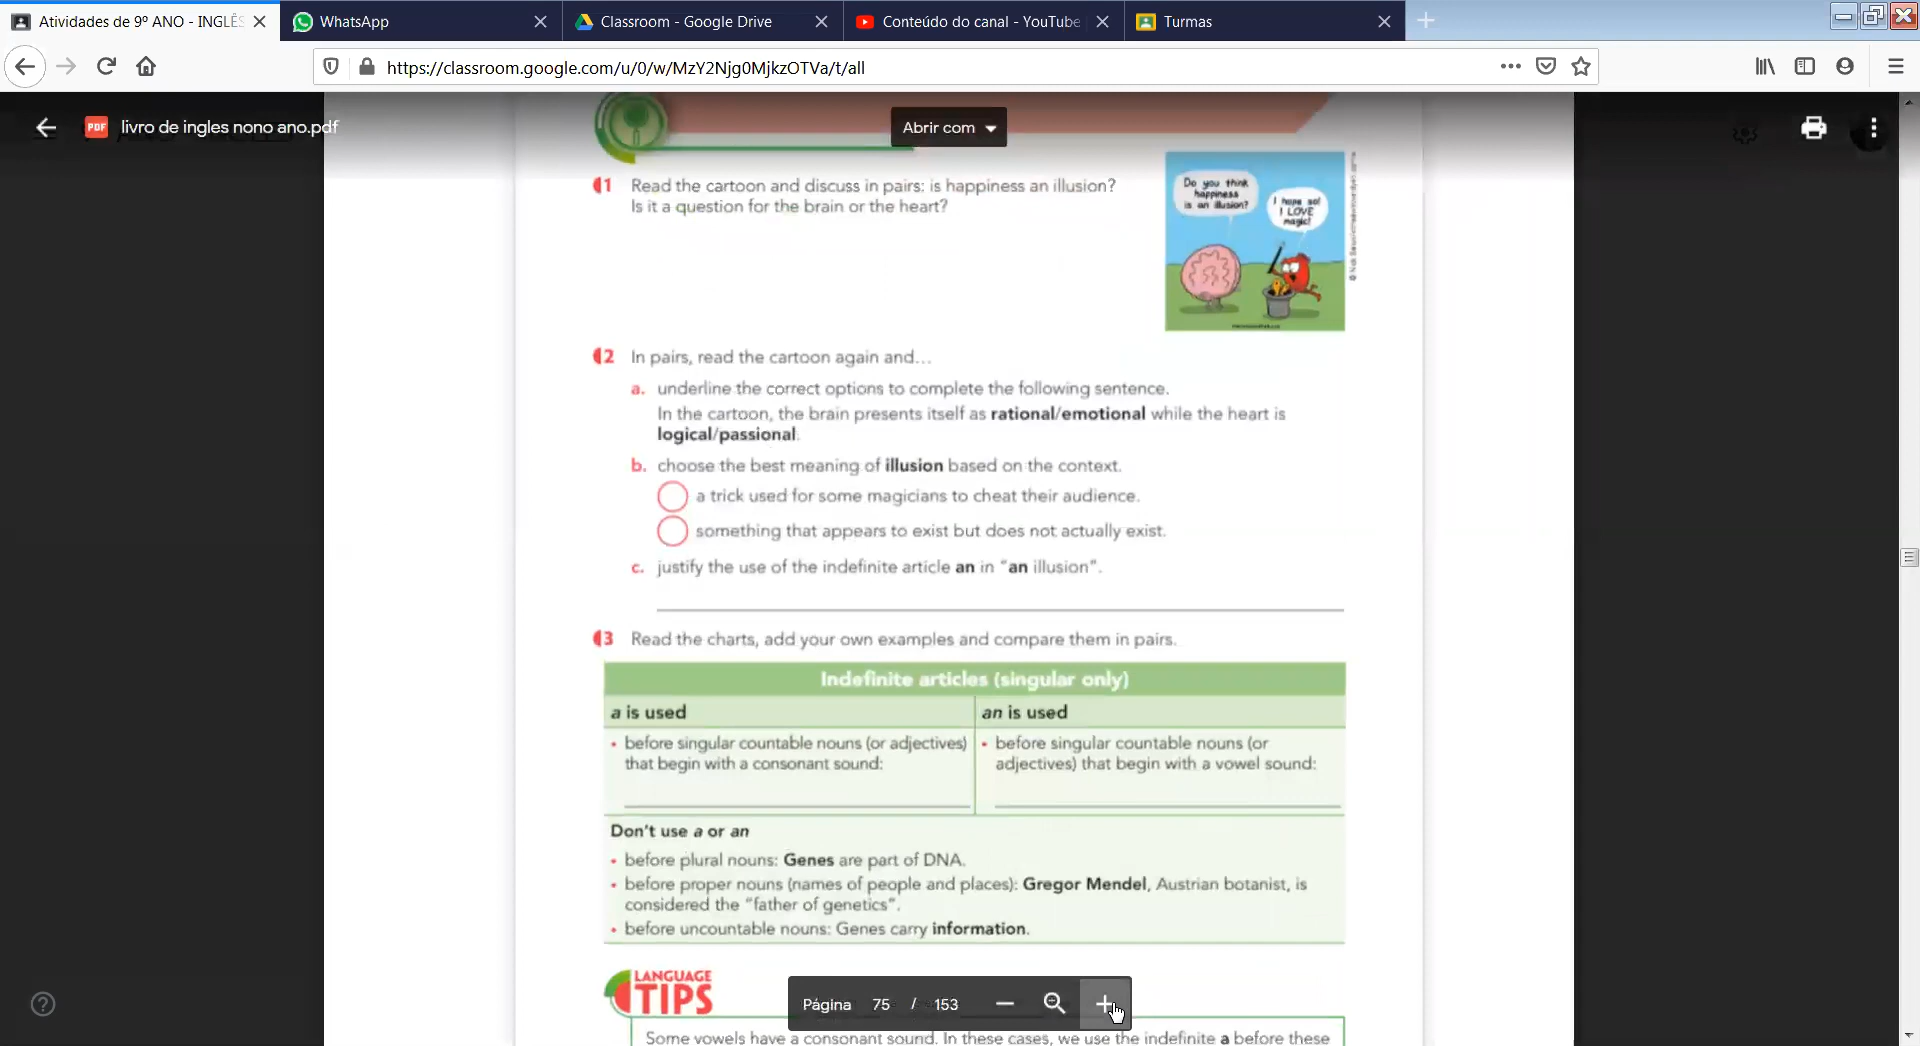 Atividades de 9º ANO - INGLÊS
WhatsApp
Classroom - Google Drive
Conteúdo do canal - YouTube
Turmas
https://classroom.google.com/u/0/w/MzY2Njg0MjkzOTVa/t/all
PDF livro de ingles nono ano.pdf
Abrir com
1 Read the cartoon and discuss in pairs: is happiness an illusion?
Is it a question for the brain or the heart?
Do you think
happiness
is an illusion?
I hope so!
I LOVE
magic!
2 In pairs, read the cartoon again and…
a. underline the correct options to complete the following sentence.
In the cartoon, the brain presents itself as rational/emotional while the heart is
logical/passional.
b. choose the best meaning of illusion based on the context.
a trick used for some magicians to cheat their audience.
something that appears to exist but does not actually exist.
c. justify the use of the indefinite article an in “an illusion”.
3 Read the charts, add your own examples and compare them in pairs.
Indefinite articles (singular only)
a is used
an is used
• before singular countable nouns (or adjectives)
that begin with a consonant sound:
• before singular countable nouns (or
adjectives) that begin with a vowel sound:
Don’t use a or an
• before plural nouns: Genes are part of DNA.
• before proper nouns (names of people and places): Gregor Mendel, Austrian botanist, is
considered the “father of genetics”.
• before uncountable nouns: Genes carry information.
LANGUAGE
TIPS
Página 75 / 153
Some vowels have a consonant sound. In these cases, we use the indefinite a before these